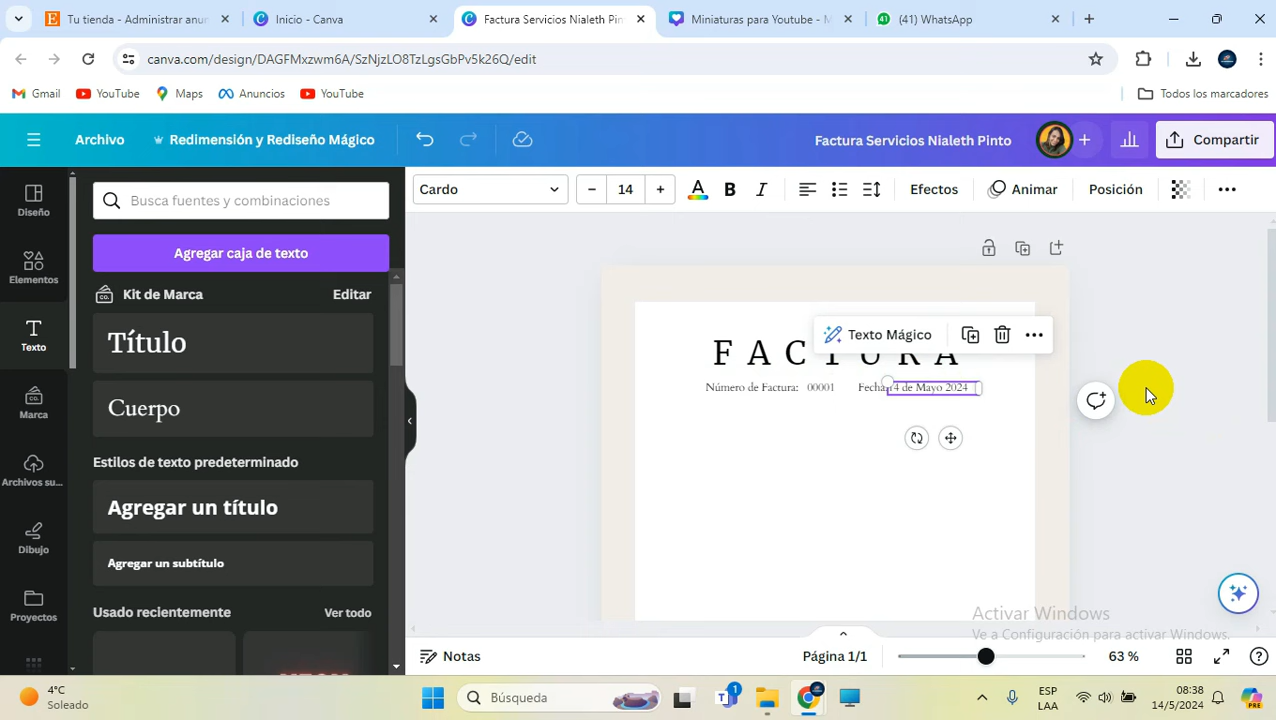 Tu tienda - Administrar anur
Inicio - Canva
Factura Servicios Nialeth Pin
Miniaturas para Youtube - M
(41) WhatsApp
canva.com/design/DAGFMxzwm6A/SzNjzLO8TzLgsGbPv5k26Q/edit
Gmail
YouTube
Maps
Anuncios
YouTube
Todos los marcadores
Archivo
Redimensión y Rediseño Mágico
Factura Servicios Nialeth Pinto
Compartir
Diseño
Elementos
Texto
Marca
Archivos su...
Dibujo
Proyectos
Busca fuentes y combinaciones
Agregar caja de texto
Kit de Marca
Editar
Título
Cuerpo
Estilos de texto predeterminado
Agregar un título
Agregar un subtítulo
Usado recientemente
Ver todo
Cardo
14
A
B
I
Efectos
Animar
Posición
Texto Mágico
FACTURA
Número de Factura: 00001
Fecha 14 de Mayo 2024
Activar Windows
Ve a Configuración para activar Windows.
Notas
Página 1/1
63 %
4°C
Soleado
Búsqueda
1
ESP
LAA
08:38
14/5/2024
PRE